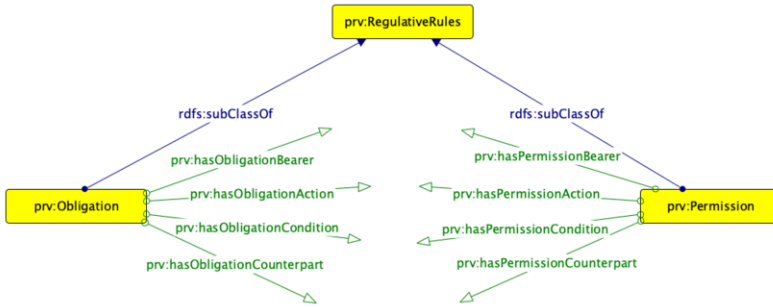 prv:RegulativeRules
rdfs:subClassOf
rdfs:subClassOf
prv:hasObligationBearer
prv:hasPermissionBearer
prv:hasObligationAction
prv:hasPermissionAction
prv:Obligation
prv:Permission
prv:hasObligationCondition
prv:hasPermissionCondition
prv:hasObligationCounterpart
prv:hasPermissionCounterpart